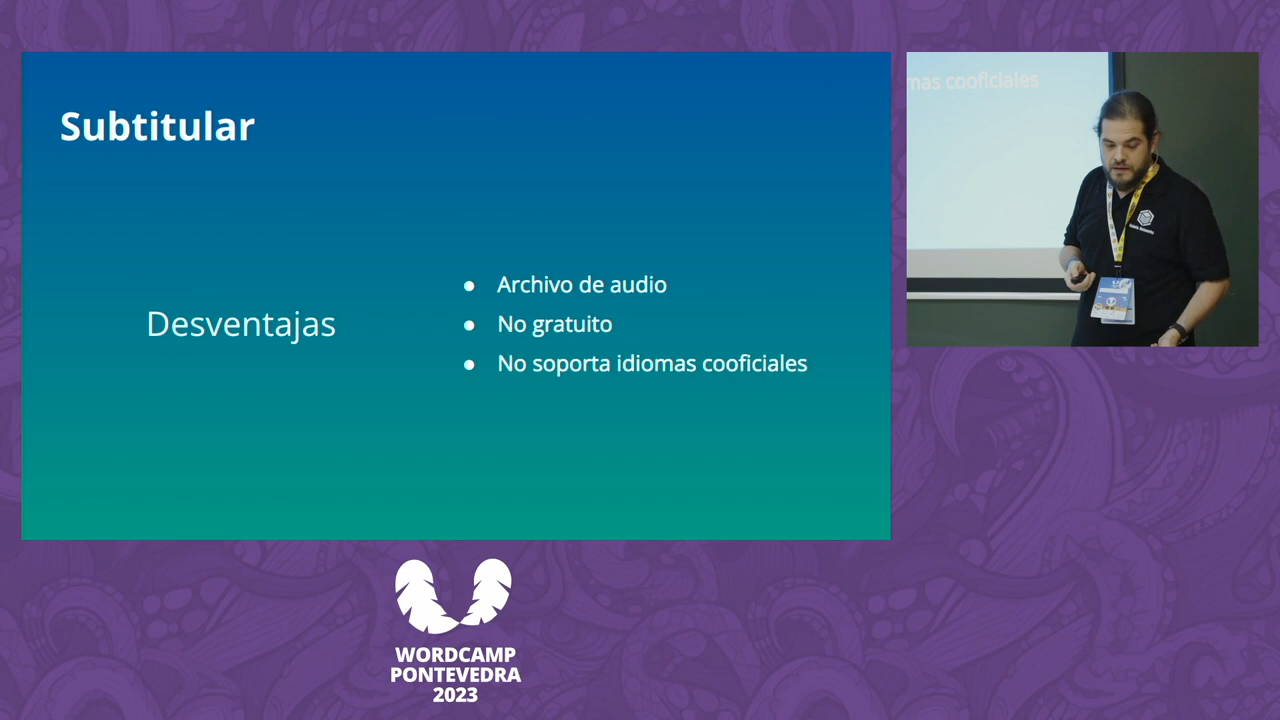 Subtitular
Desventajas
● Archivo de audio
● No gratuito
● No soporta idiomas cooficiales
mas cooficiales
WORDCAMP
PONTEVEDRA
2023